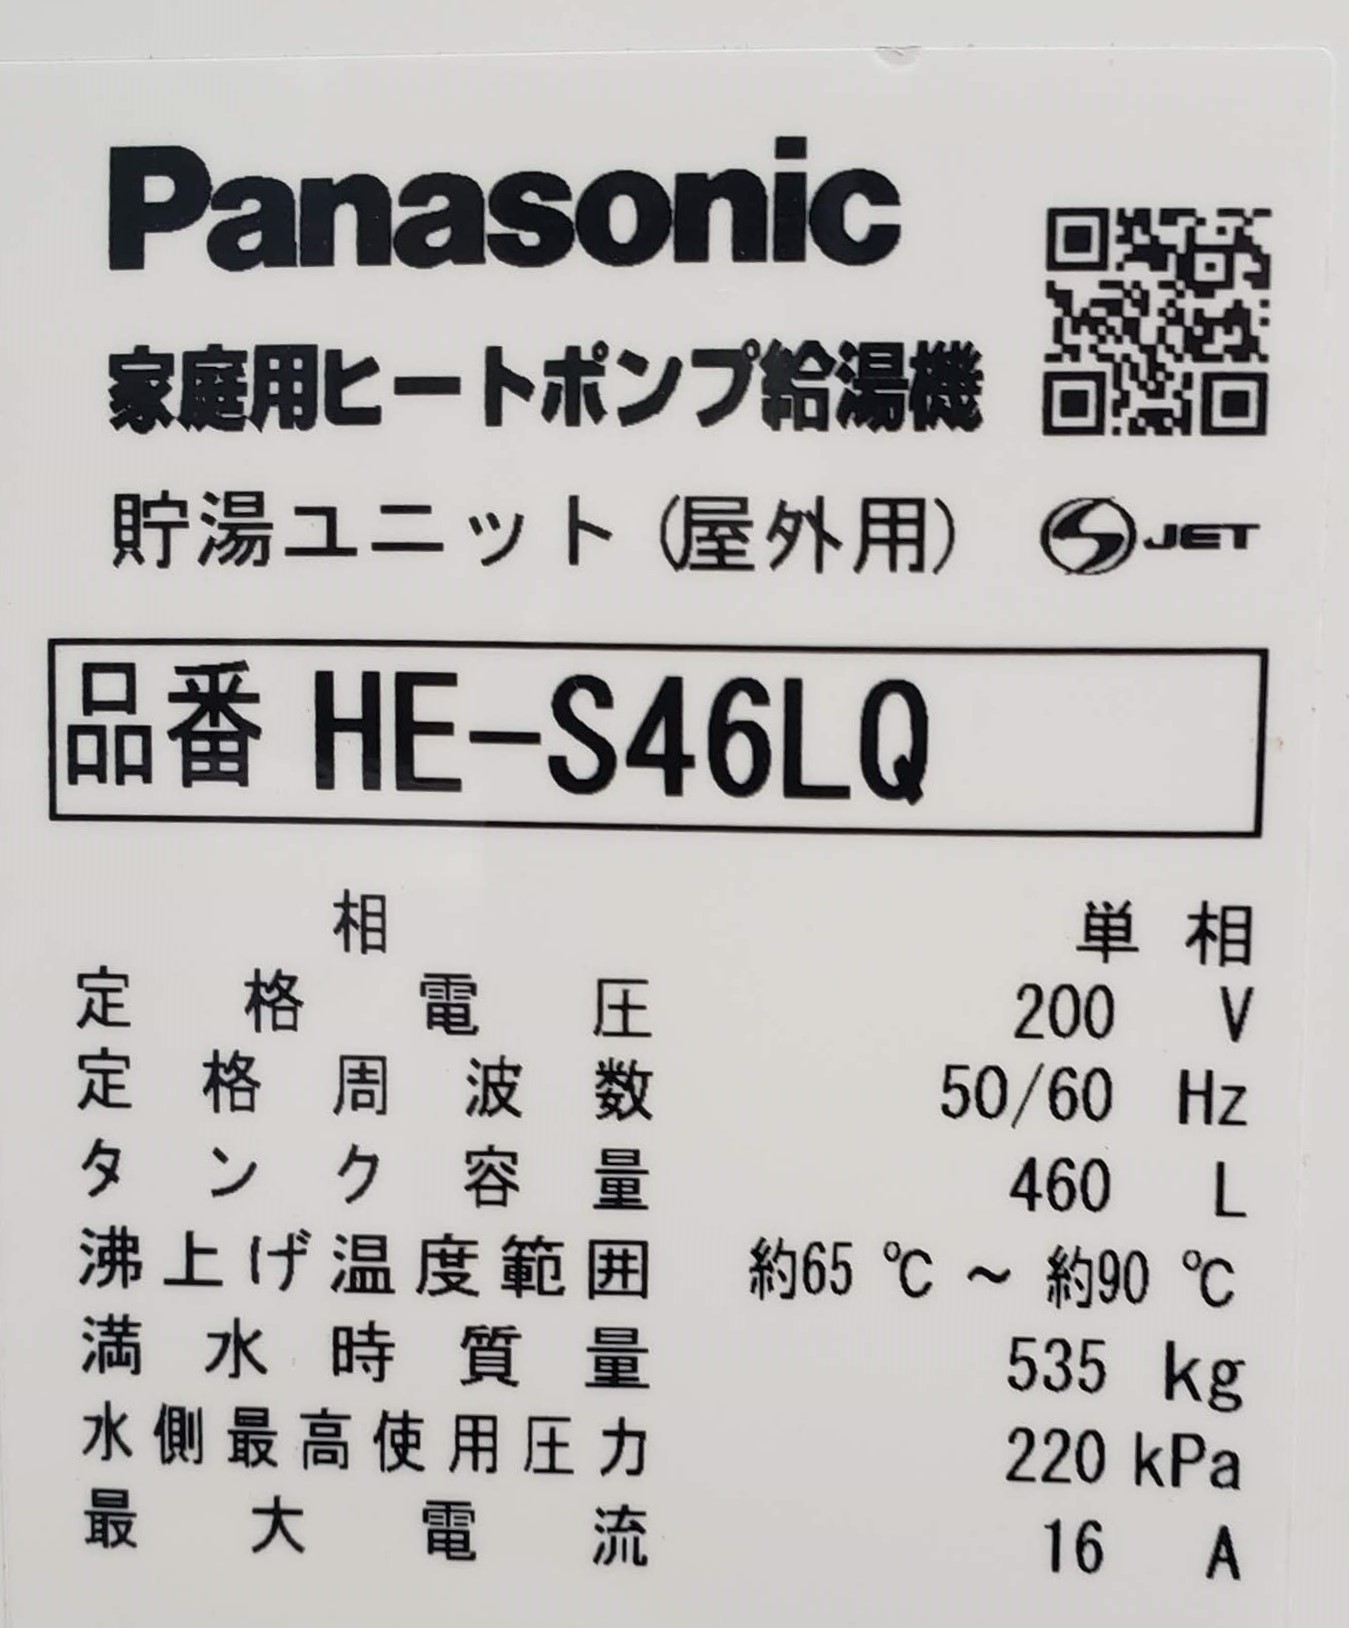 Panasonic
家庭用ヒートポンプ給湯機
貯湯ユニット(屋外用)
JET
品番 HE-S46LQ
相 単相
定格電圧 200 V
定格周波数 50/60 Hz
タンク容量 460 L
沸上げ温度範囲 約65 ℃ ~ 約90 ℃
満水時質量 535 kg
水側最高使用圧力 220 kPa
最大電流 16 A